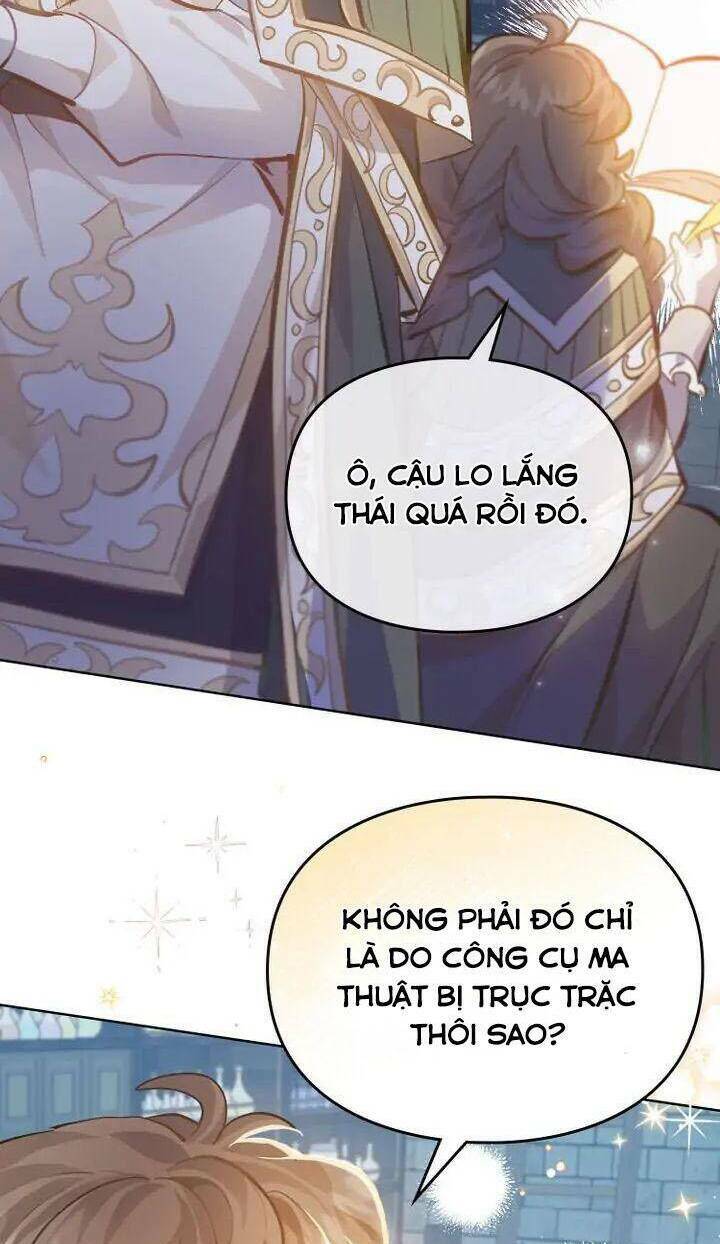 Ô, CẬU LO LẮNG
THÁI QUÁ RỒI ĐÓ.
KHÔNG PHẢI ĐÓ CHỈ
LÀ DO CÔNG CỤ MA
THUẬT BỊ TRỤC TRẶC
THÔI SAO?